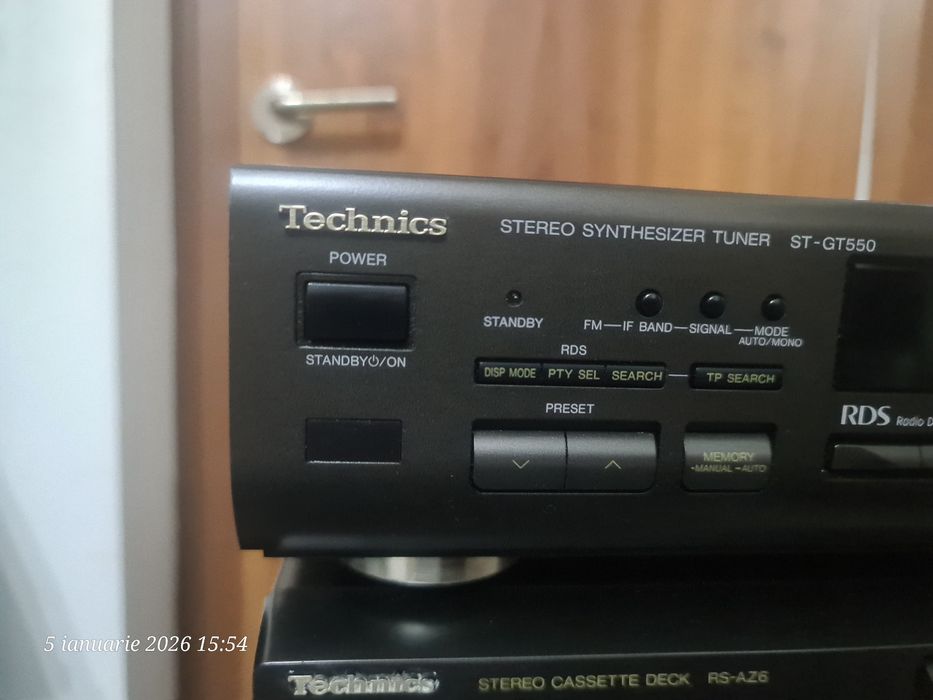 Technics
STEREO SYNTHESIZER TUNER ST-GT550
POWER
STANDBY⏻/ON
STANDBY
FM—IF BAND—SIGNAL—MODE
AUTO/MONO
RDS
DISP MODE PTY SEL SEARCH — TP SEARCH
PRESET
MEMORY
-MANUAL -AUTO
RDS Radio D
5 ianuarie 2026 15:54
Technics STEREO CASSETTE DECK RS-AZ6